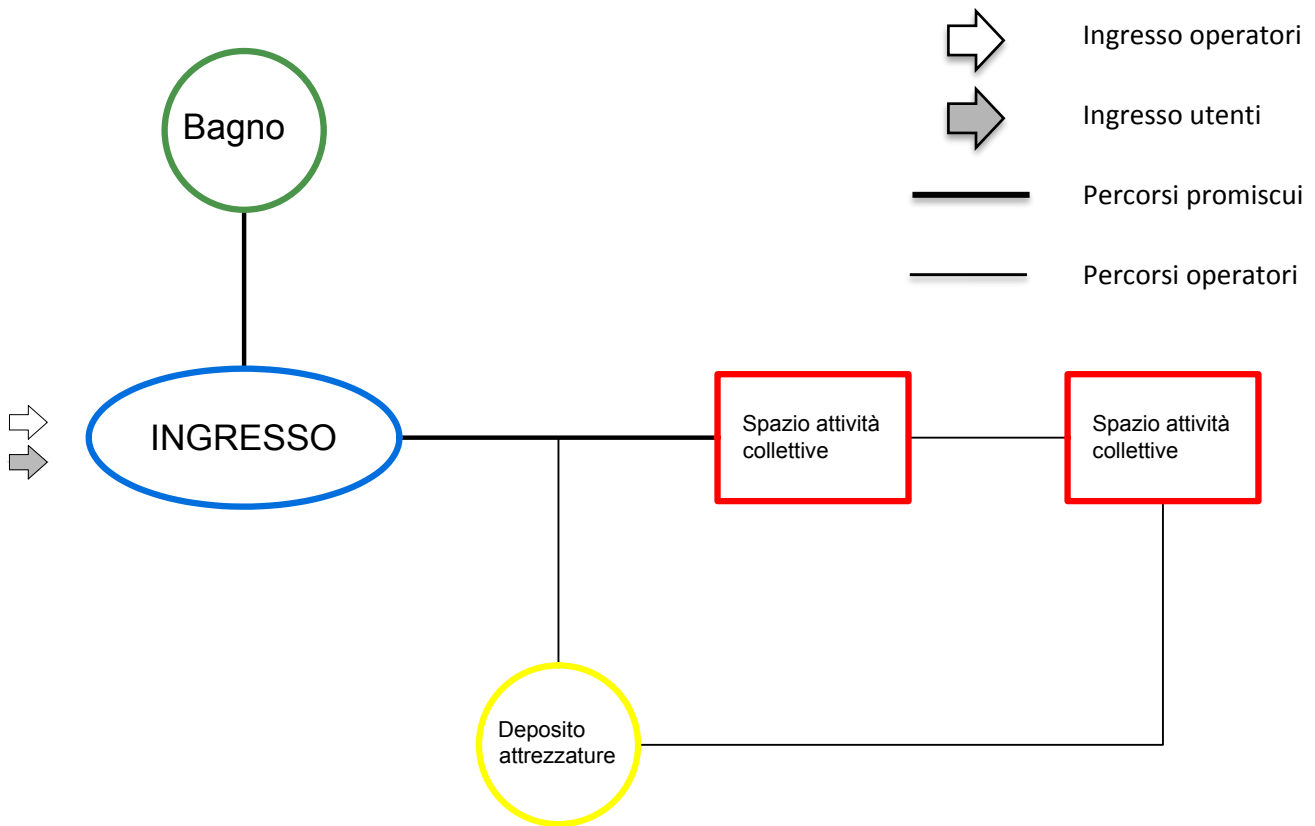 Ingresso operatori
Bagno
Ingresso utenti
Percorsi promiscui
Percorsi operatori
INGRESSO
Spazio attività
collettive
Spazio attività
collettive
Deposito
attrezzature